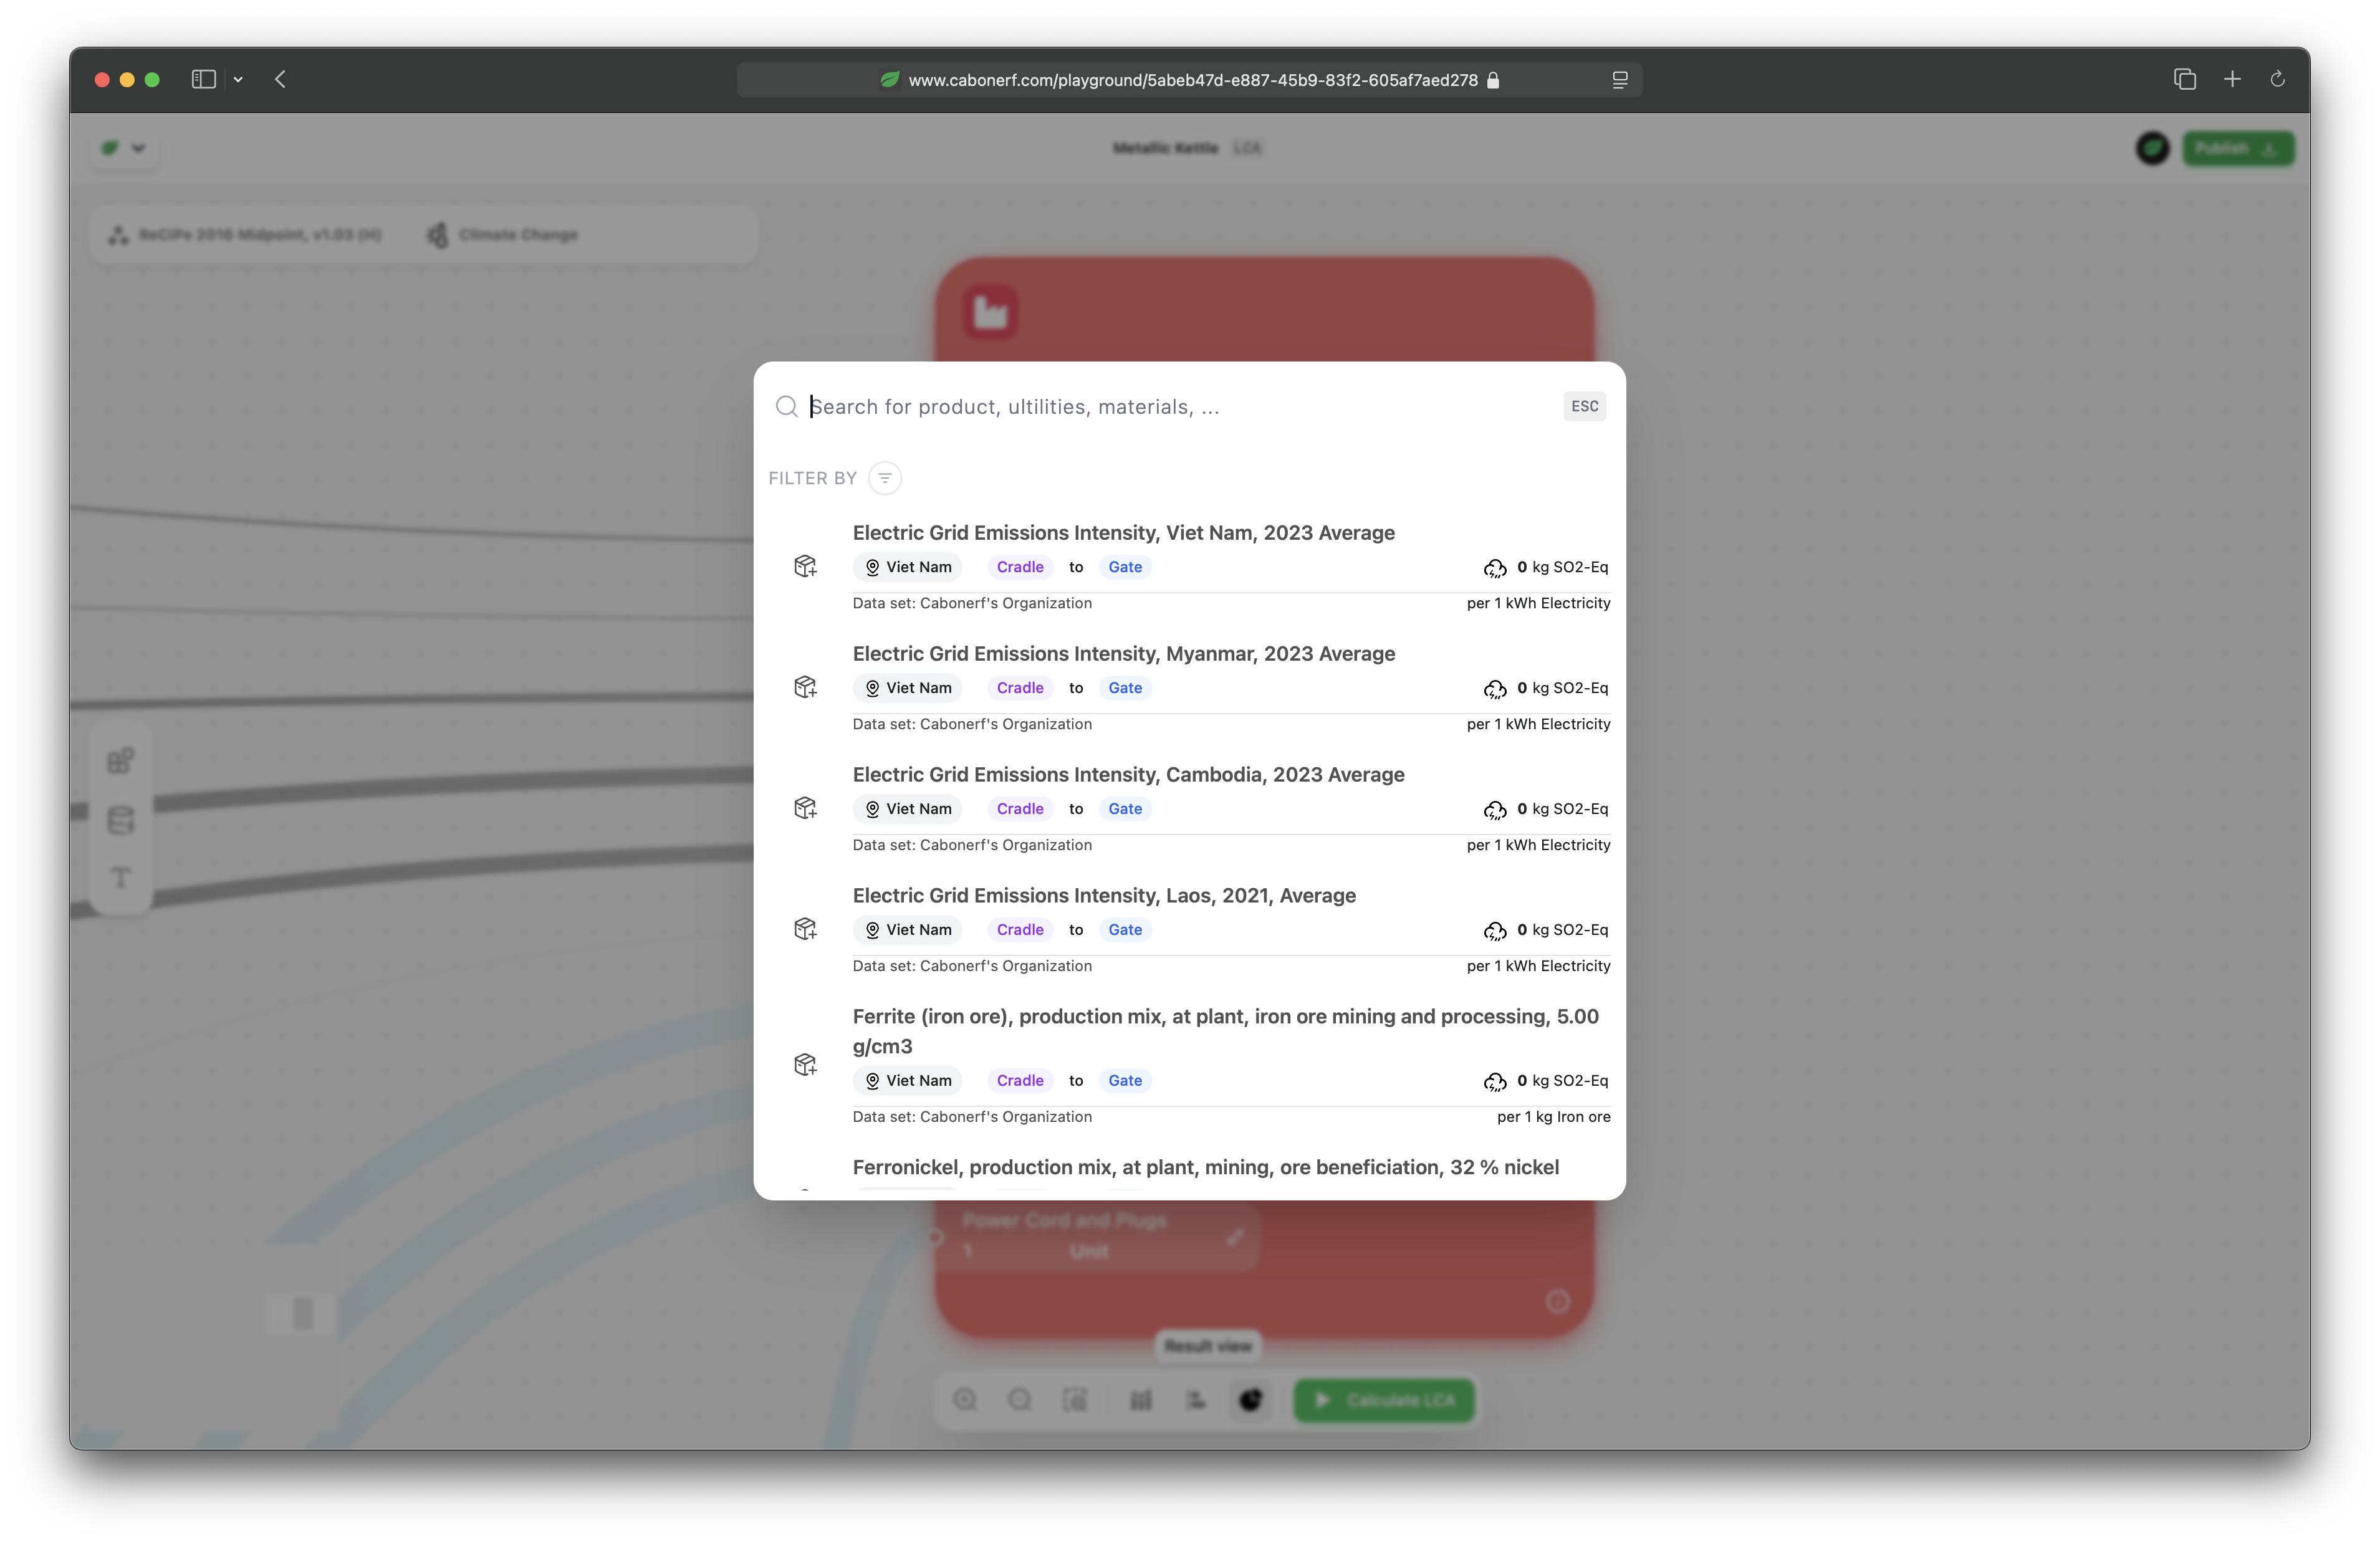 www.cabonerf.com/playground/5abeb47d-e887-45b9-83f2-605af7aed278
Metallic Kettle LCA
Publish
ReCiPe 2016 Midpoint, v1.03 (H) Climate Change
Search for product, ultilities, materials, ... ESC
FILTER BY
Electric Grid Emissions Intensity, Viet Nam, 2023 Average
Viet Nam Cradle to Gate 0 kg SO2-Eq
Data set: Cabonerf's Organization per 1 kWh Electricity
Electric Grid Emissions Intensity, Myanmar, 2023 Average
Viet Nam Cradle to Gate 0 kg SO2-Eq
Data set: Cabonerf's Organization per 1 kWh Electricity
Electric Grid Emissions Intensity, Cambodia, 2023 Average
Viet Nam Cradle to Gate 0 kg SO2-Eq
Data set: Cabonerf's Organization per 1 kWh Electricity
Electric Grid Emissions Intensity, Laos, 2021, Average
Viet Nam Cradle to Gate 0 kg SO2-Eq
Data set: Cabonerf's Organization per 1 kWh Electricity
Ferrite (iron ore), production mix, at plant, iron ore mining and processing, 5.00
g/cm3
Viet Nam Cradle to Gate 0 kg SO2-Eq
Data set: Cabonerf's Organization per 1 kg Iron ore
Ferronickel, production mix, at plant, mining, ore beneficiation, 32 % nickel
Power Cord and Plugs
1 Unit
Result view
Calculate LCA